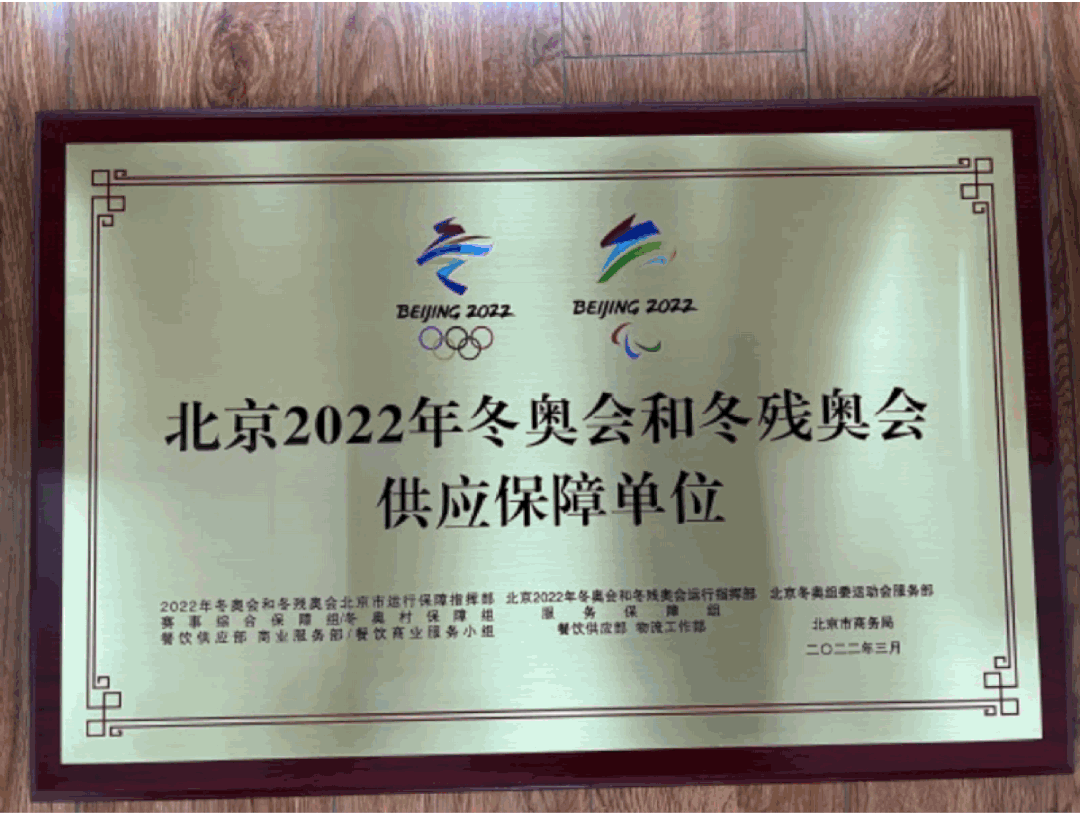 BEIJING 2022
BEIJING 2022
北京2022年冬奥会和冬残奥会
供应保障单位
2022年冬奥会和冬残奥会北京市运行保障指挥部
赛事综合保障组/冬奥村保障组
餐饮供应部 商业服务部/餐饮商业服务小组
北京2022年冬奥会和冬残奥会运行指挥部
服务保障组
餐饮供应部 物流工作部
北京冬奥组委运动会服务部
北京市商务局
二〇二二年三月